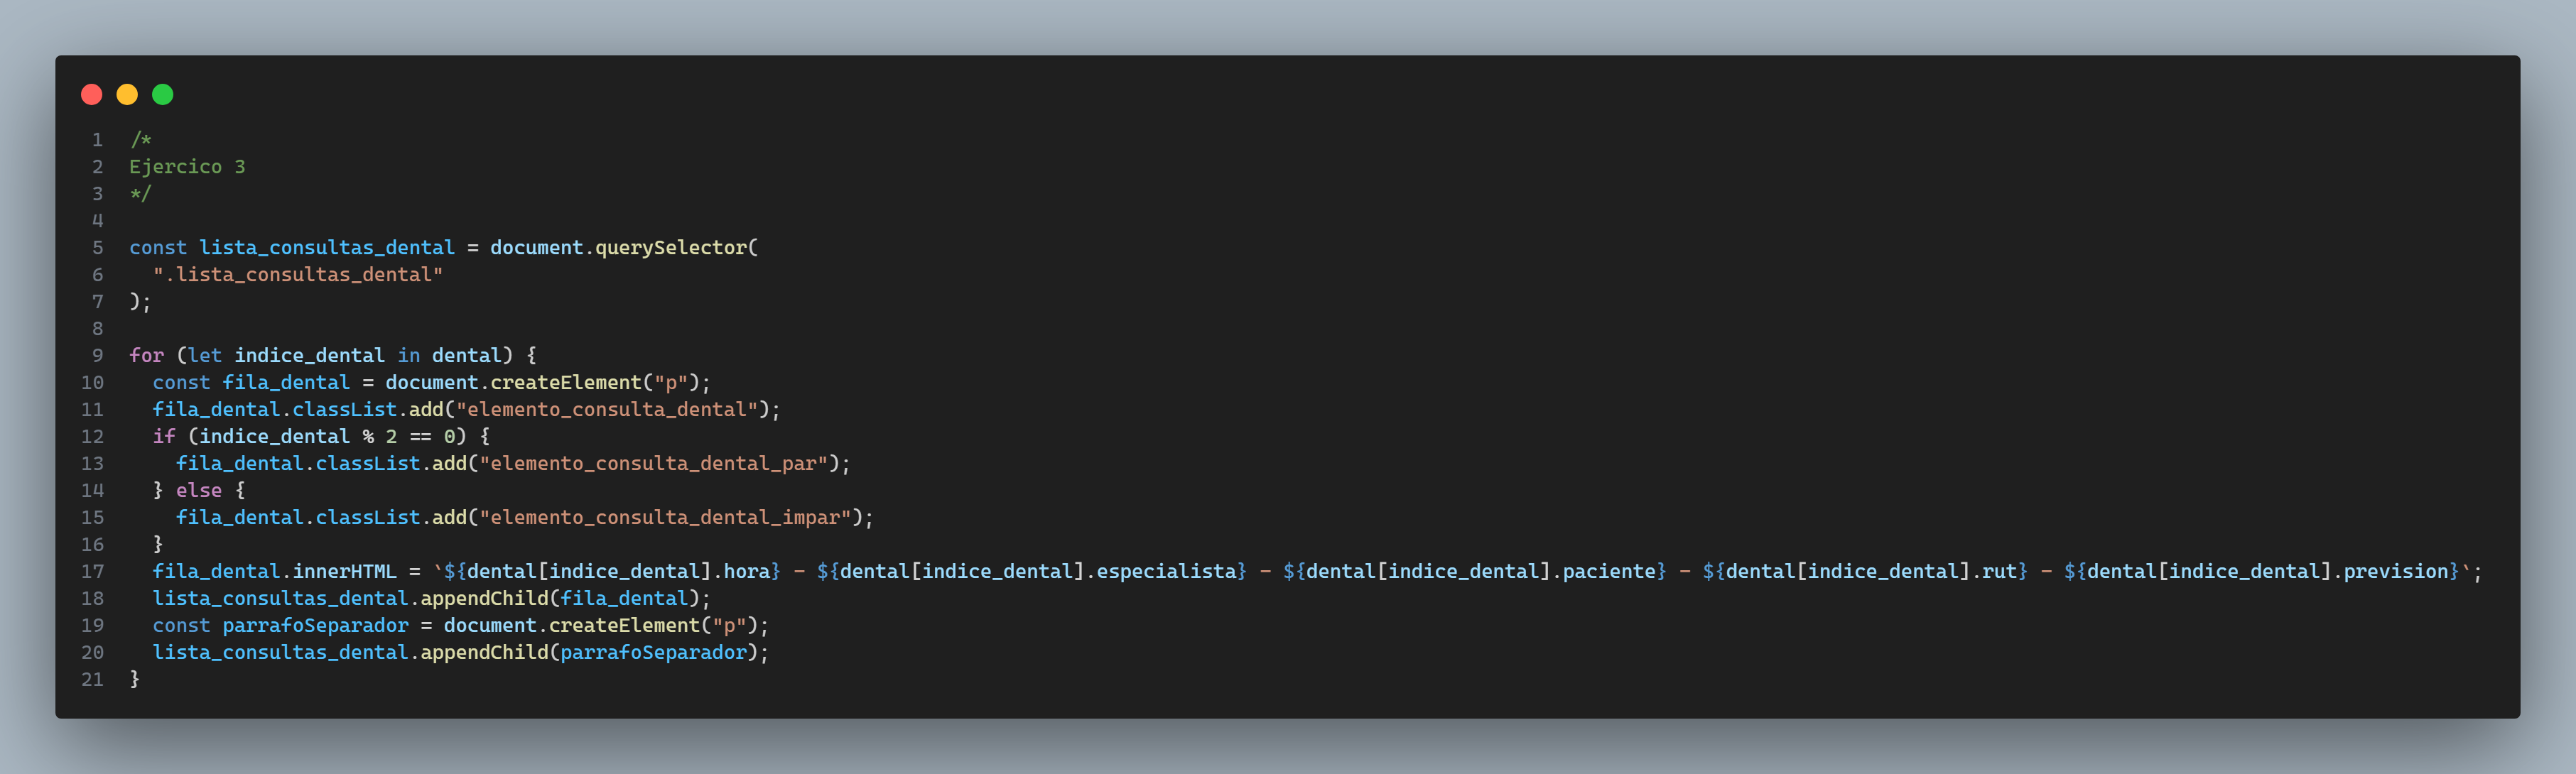 1 /*
2 Ejercico 3
3 */
4
5 const lista_consultas_dental = document.querySelector(
6   ".lista_consultas_dental"
7 );
8
9 for (let indice_dental in dental) {
10   const fila_dental = document.createElement("p");
11   fila_dental.classList.add("elemento_consulta_dental");
12   if (indice_dental % 2 == 0) {
13     fila_dental.classList.add("elemento_consulta_dental_par");
14   } else {
15     fila_dental.classList.add("elemento_consulta_dental_impar");
16   }
17   fila_dental.innerHTML = `${dental[indice_dental].hora} - ${dental[indice_dental].especialista} - ${dental[indice_dental].paciente} - ${dental[indice_dental].rut} - ${dental[indice_dental].prevision}`;
18   lista_consultas_dental.appendChild(fila_dental);
19   const parrafoSeparador = document.createElement("p");
20   lista_consultas_dental.appendChild(parrafoSeparador);
21 }